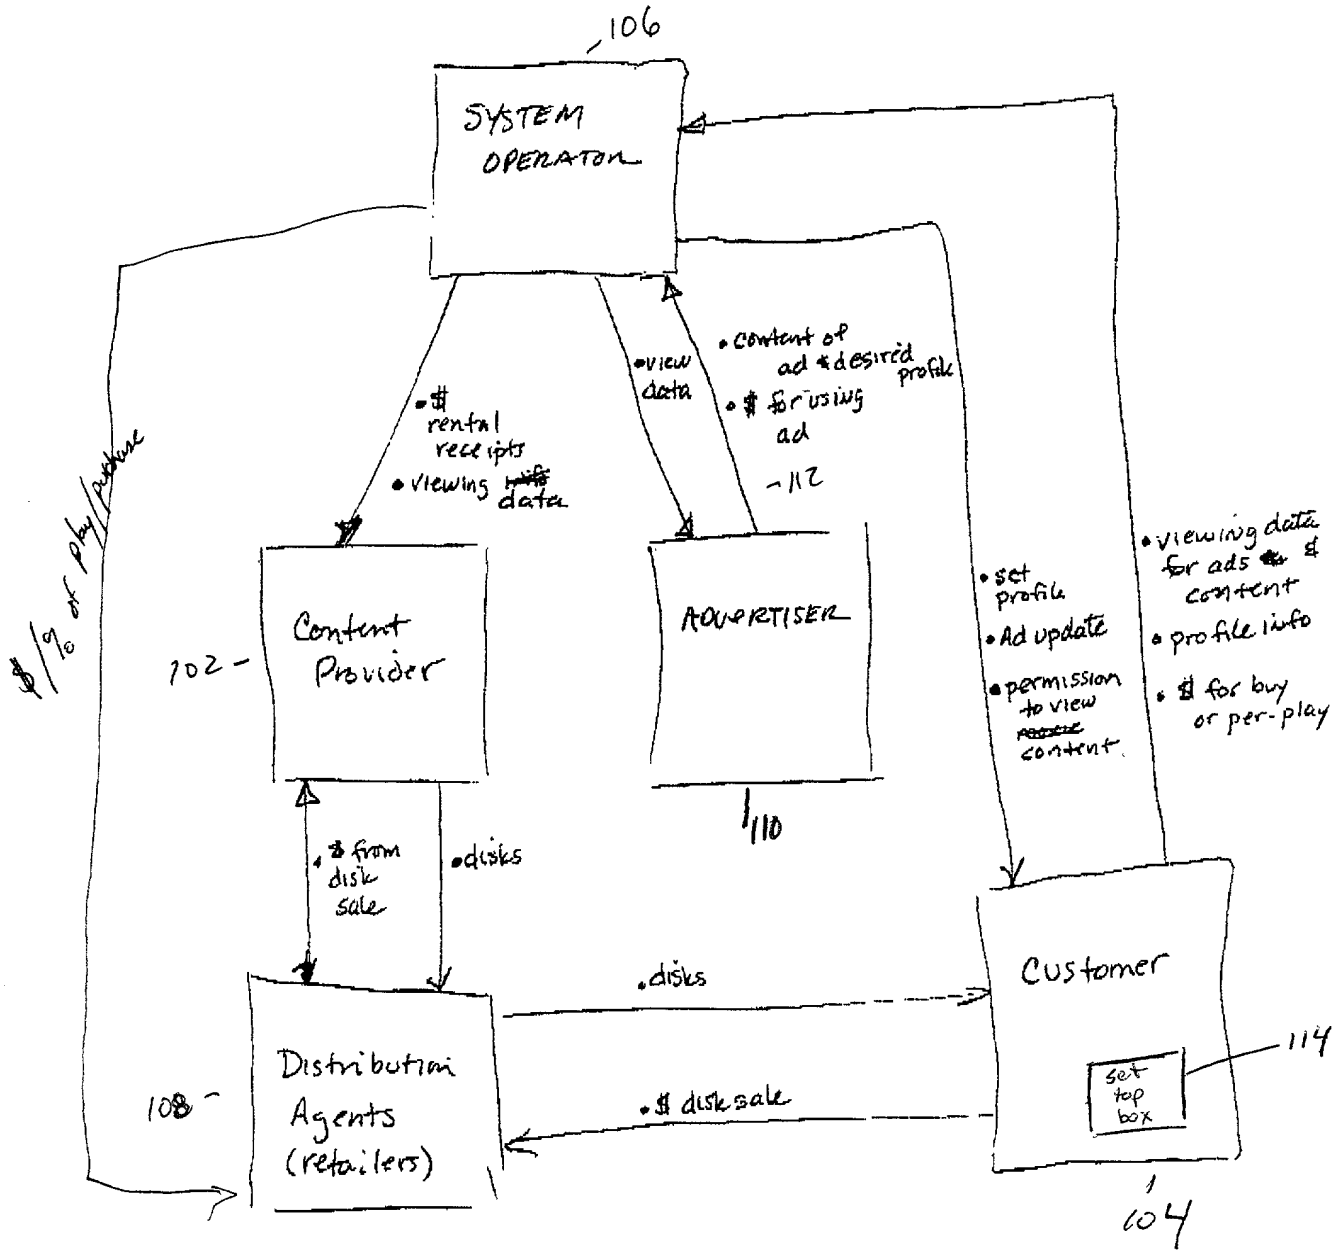 106
SYSTEM
OPERATOR
• content of
ad & desired
profile
• $ for using
ad
• view
data
• $
rental
receipts
• viewing
data
112
$/% of play/purchase
• viewing data
for ads &
content
• profile info
• $ for buy
or per-play
• set
profile
• Ad update
• permission
to view
content.
Content
Provider
102
ADVERTISER
110
• $ from
disk
sale
• disks
• disks
Customer
114
set
top
box
Distribution
Agents
(retailers)
108
• $ disk sale
104